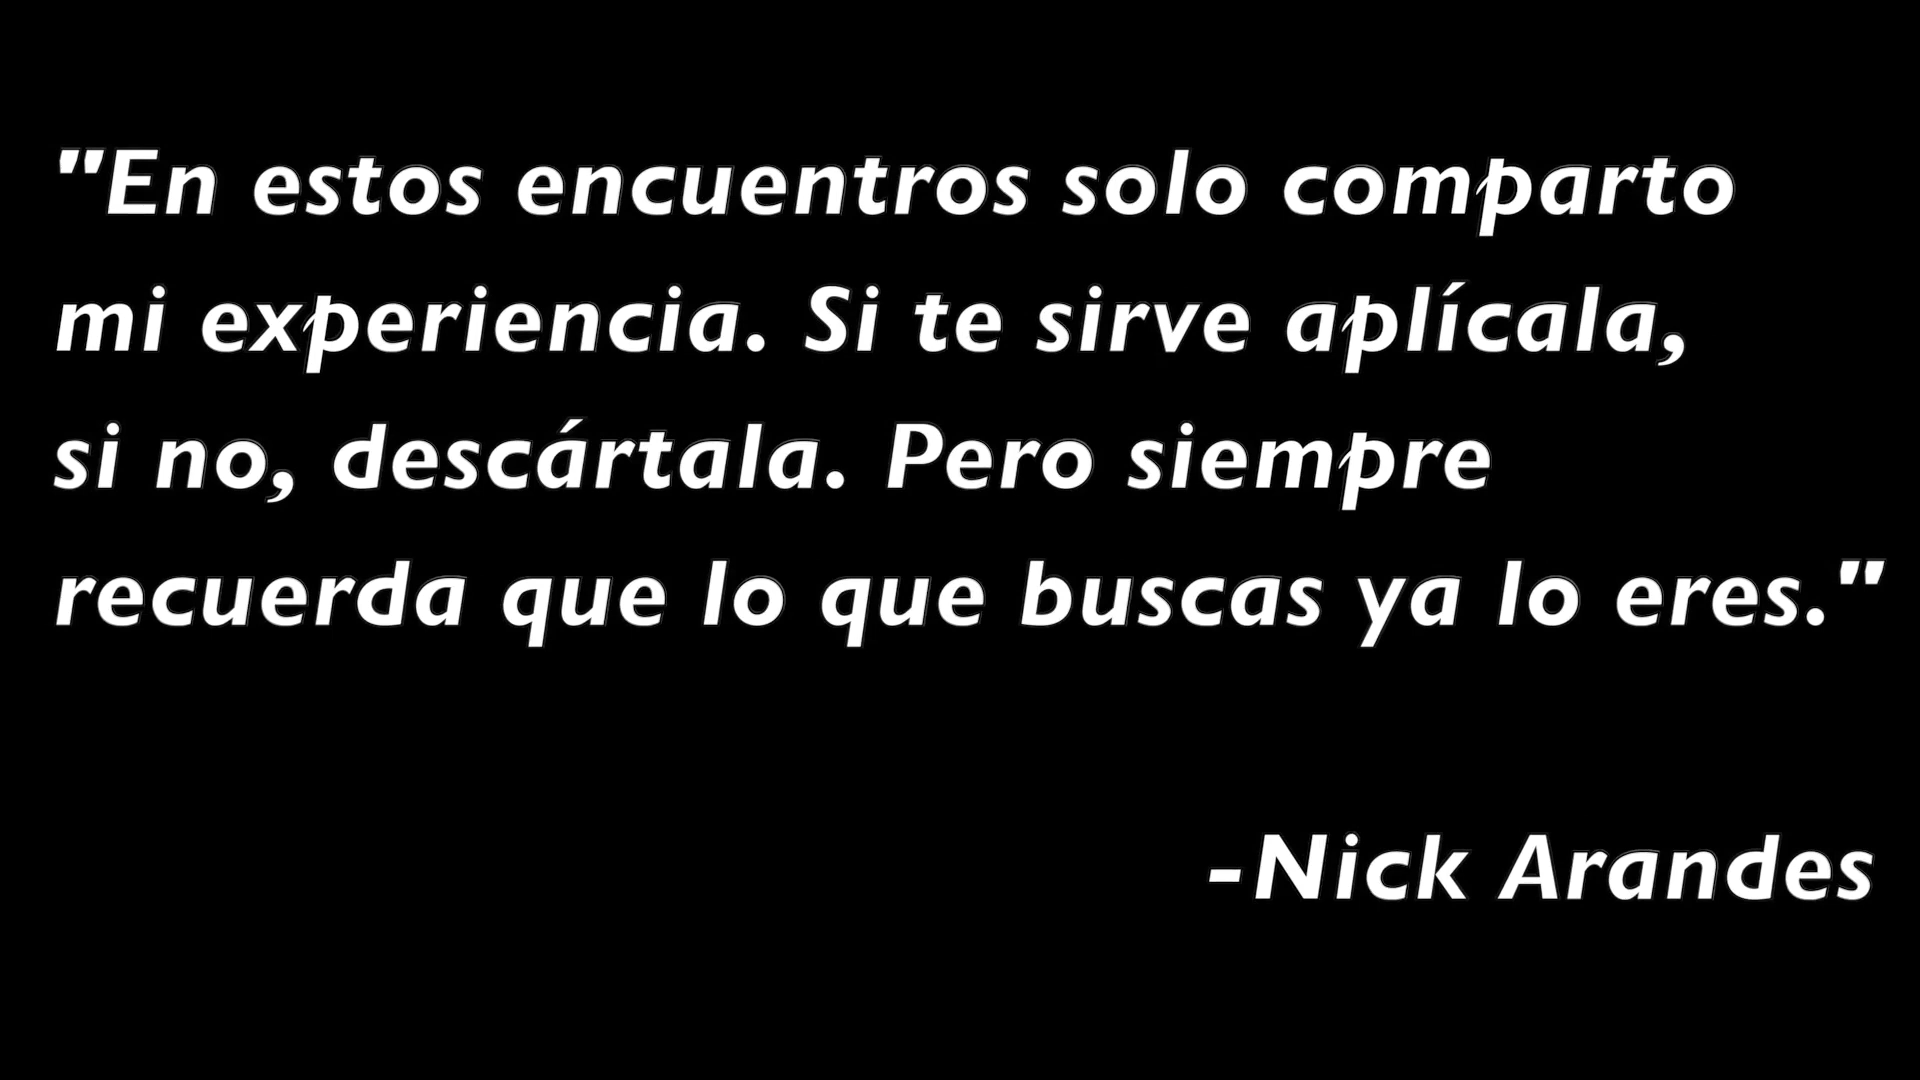 "En estos encuentros solo comparto
mi experiencia. Si te sirve aplícala,
si no, descártala. Pero siempre
recuerda que lo que buscas ya lo eres."
-Nick Arandes